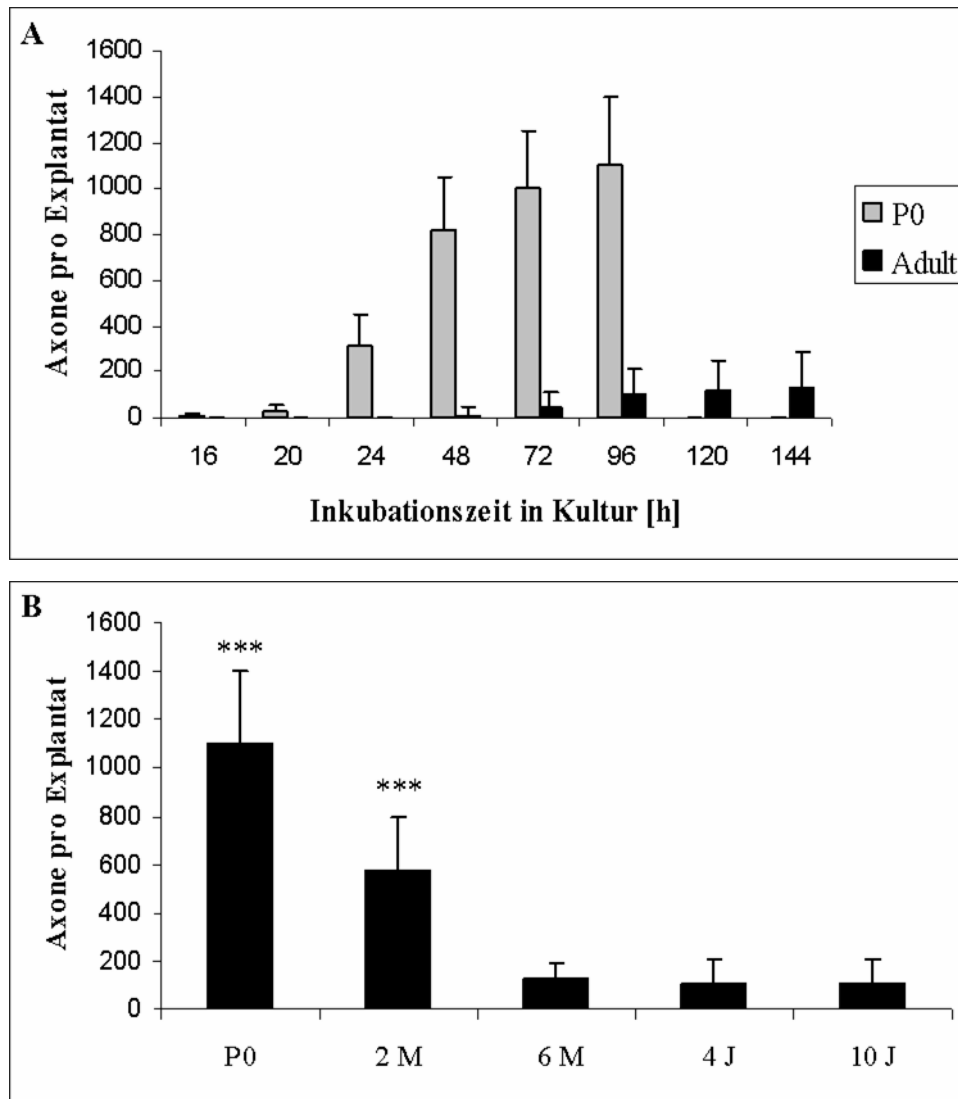 A
Axone pro Explantat
1600
1400
1200
1000
800
600
400
200
0
16 20 24 48 72 96 120 144
Inkubationszeit in Kultur [h]
P0
Adult
B
Axone pro Explantat
1600
1400
1200
1000
800
600
400
200
0
***
***
P0 2 M 6 M 4 J 10 J